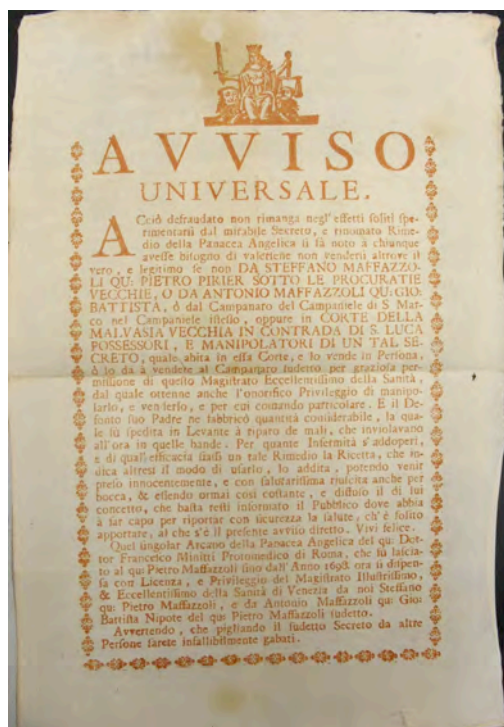 AVVISO
UNIVERSALE.
ACciò defraudato non rimanga negl' effetti soliti spe-
rimentarsi dal mirabile Secreto, e rinomato Rime-
dio della Panacea Angelica si fà noto à chiunque
avesse bisogno di valersene non vendersi altrove il
vero, e legitimo se non DA STEFFANO MAFFAZZO-
LI QU: PIETRO PIKIER SOTTO LE PROCURATIE
VECCHIE, O DA ANTONIO MAFFAZZOLI QU: GIO:
BATTISTA, ò dal Campanaro del Campaniele di S. Mar-
co nel Campaniele istesso, oppure in CORTE DELLA
MALVASIA VECCHIA IN CONTRADA DI S. LUCA
POSSESSORI, E MANIPOLATORI DI UN TAL SE-
CRETO, quale abita in essa Corte, e lo vende in Persona,
ò lo da à vendere al Campanaro sudetto per graziosa per-
missione di questo Magistrato Eccellentissimo della Sanità,
dal quale ottenne anch' l'onorifico Privileggio di manipo-
larlo, e venderlo, e per cui comando particolare. E il De-
fonto suo Padre ne fabbricò quantità considerabile, la qua-
le fù spedita in Levante à riparo de mali, che inviolavano
all'ora in quelle bande. Per quante Infermità s'addoperi,
e di qual' efficacia siasi un tale Rimedio la Ricetta, che in-
dica altresì il modo di usarlo, lo addita, potendo venir
preso innocentemente, e con salutarissima riuscita anche per
bocca, & essendo ormai così costante, e diffuso il di lui
concetto, che basta resti informato il Pubblico dove abbia
à far capo per riportar con sicurezza la salute, ch' è solito
apportare, al che s'è il presente avviso diretto. Vivi felice.
Quel singolar Arcano della Panacea Angelica del qu: Dot-
tor Francesco Ministri Protomedico di Roma, che fù lascia-
to al qu: Pietro Maffazzoli sino dall' Anno 1698. ora si dispen-
sa con Licenza, e Privileggio del Magistrato Illustrissimo,
& Eccellentissimo della Sanità di Venezia da noi Steffano
qu: Pietro Maffazzoli, e da Antonio Maffazzoli qu: Gio:
Battista Nipote del qu: Pietro Maffazzoli sudetto.
Avvertendo, che pigliando il sudetto Secreto da altre
Persone sarete infallibilmente gabati.